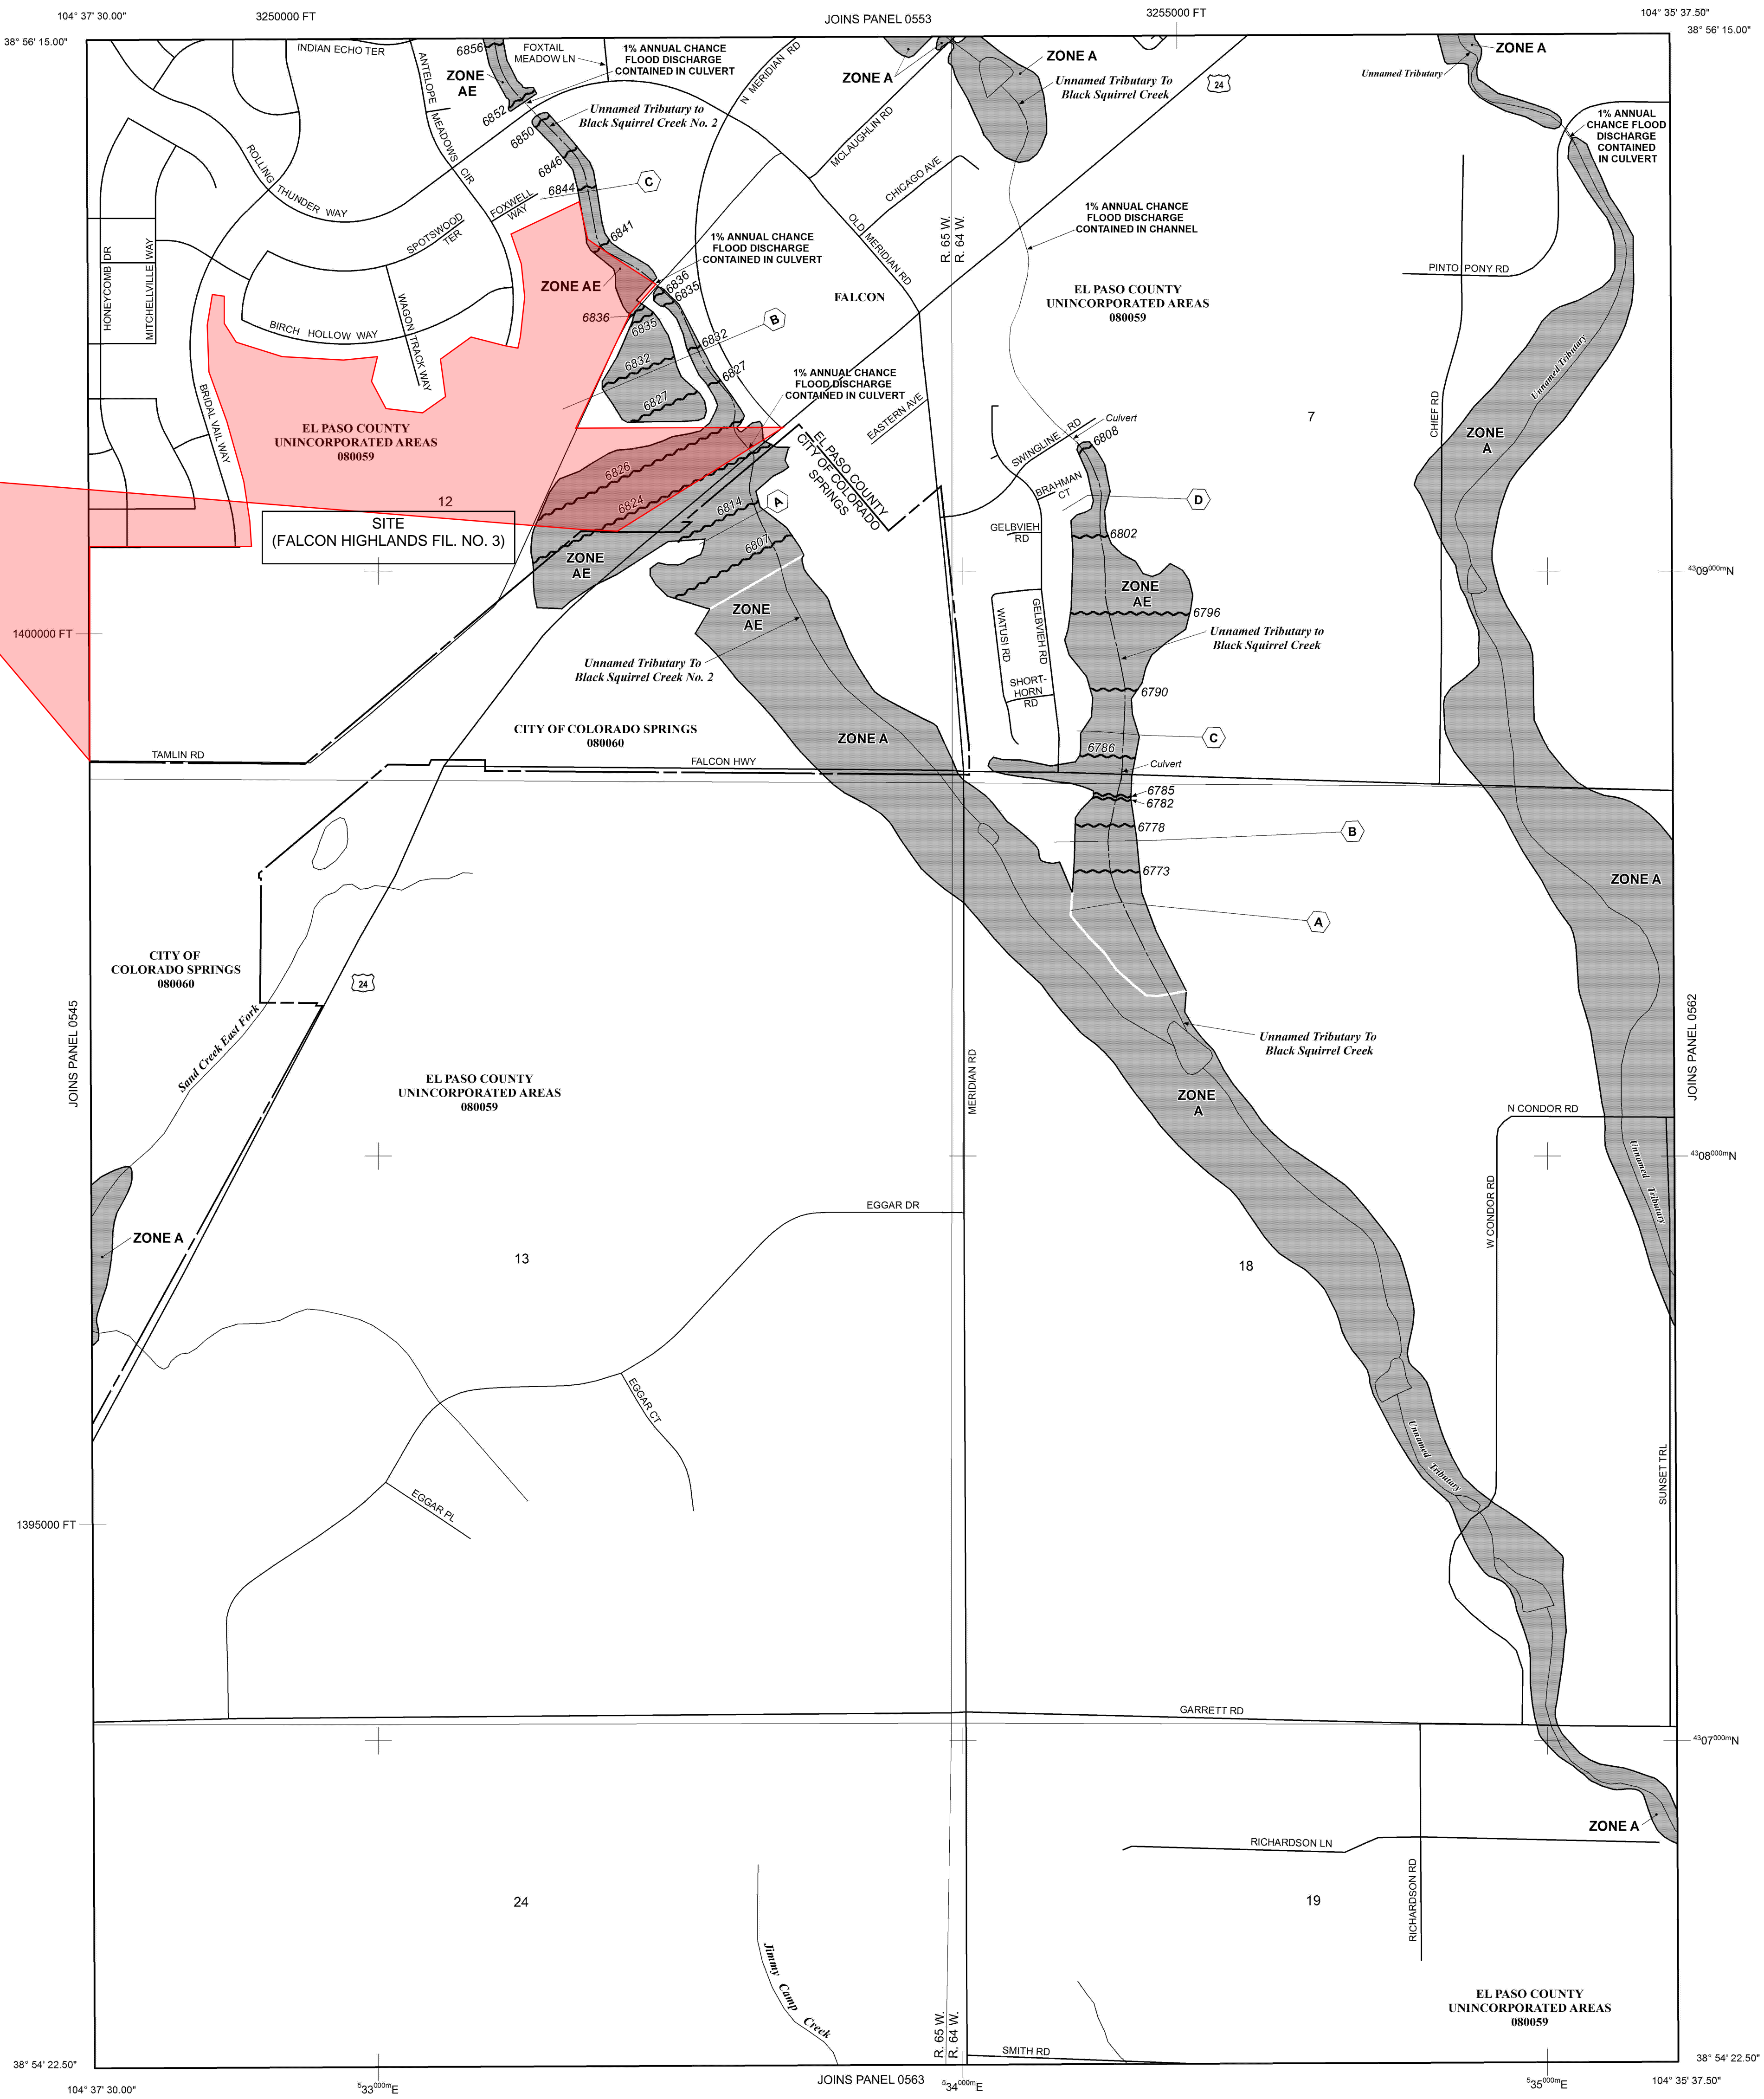 104° 37' 30.00"
3250000 FT
JOINS PANEL 0553
3255000 FT
104° 35' 37.50"
38° 56' 15.00"
38° 56' 15.00"
INDIAN ECHO TER
ANTELOPE MEADOWS CIR
6856
ZONE
AE
FOXTAIL
MEADOW LN
1% ANNUAL CHANCE
FLOOD DISCHARGE
CONTAINED IN CULVERT
N MERIDIAN RD
ZONE A
ZONE A
Unnamed Tributary To
Black Squirrel Creek
24
ZONE A
Unnamed Tributary
1% ANNUAL
CHANCE FLOOD
DISCHARGE
CONTAINED
IN CULVERT
6852
6850
Unnamed Tributary to
Black Squirrel Creek No. 2
MCLAUGHLIN RD
ROLLING THUNDER WAY
6846
6844
C
FOXWELL
WAY
SPOTSWOOD
TER
CHICAGO AVE
OLD MERIDIAN RD
R. 65 W.
R. 64 W.
1% ANNUAL CHANCE
FLOOD DISCHARGE
CONTAINED IN CHANNEL
HONEYCOMB DR
MITCHELLVILLE WAY
6841
1% ANNUAL CHANCE
FLOOD DISCHARGE
CONTAINED IN CULVERT
PINTO PONY RD
ZONE AE
6836
6835
FALCON
EL PASO COUNTY
UNINCORPORATED AREAS
080059
BIRCH HOLLOW WAY
WAGON TRACK WAY
6836
6835
B
6832
6832
6827
6827
1% ANNUAL CHANCE
FLOOD DISCHARGE
CONTAINED IN CULVERT
Unnamed Tributary
BRIDAL VAIL WAY
EASTERN AVE
CHIEF RD
7
EL PASO COUNTY
UNINCORPORATED AREAS
080059
EL PASO COUNTY
CITY OF COLORADO
SPRINGS
SWINGLINE RD
Culvert
6808
ZONE
A
6826
6824
6814
A
BRAHMAN
CT
D
12
SITE
(FALCON HIGHLANDS FIL. NO. 3)
GELBVIEH
RD
6802
6807
ZONE
AE
4309000mN
ZONE
AE
ZONE
AE
WATUSI RD
GELBVIEH RD
6796
1400000 FT
Unnamed Tributary to
Black Squirrel Creek
Unnamed Tributary To
Black Squirrel Creek No. 2
SHORT-
HORN
RD
6790
CITY OF COLORADO SPRINGS
080060
ZONE A
C
6786
TAMLIN RD
FALCON HWY
Culvert
6785
6782
6778
B
6773
ZONE A
A
CITY OF
COLORADO SPRINGS
080060
24
JOINS PANEL 0545
Sand Creek East Fork
JOINS PANEL 0562
Unnamed Tributary To
Black Squirrel Creek
MERIDIAN RD
EL PASO COUNTY
UNINCORPORATED AREAS
080059
ZONE
A
N CONDOR RD
4308000mN
Unnamed Tributary
W CONDOR RD
EGGAR DR
ZONE A
13
18
EGGAR CT
Unnamed Tributary
SUNSET TRL
EGGAR PL
1395000 FT
GARRETT RD
4307000mN
ZONE A
RICHARDSON LN
RICHARDSON RD
24
19
Jimmy Camp Creek
EL PASO COUNTY
UNINCORPORATED AREAS
080059
R. 65 W.
R. 64 W.
SMITH RD
38° 54' 22.50"
38° 54' 22.50"
104° 37' 30.00"
533000mE
JOINS PANEL 0563
534000mE
535000mE
104° 35' 37.50"